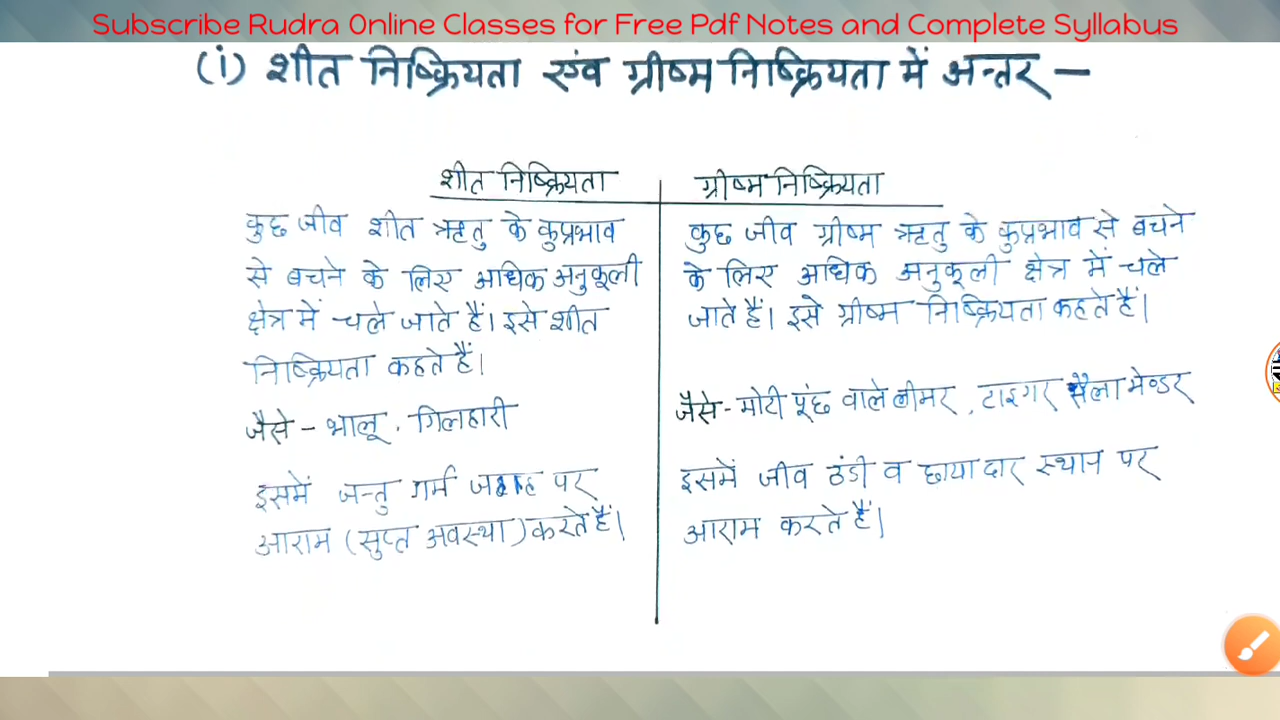 Subscribe Rudra Online Classes for Free Pdf Notes and Complete Syllabus
(i) शीत निष्क्रियता एंव ग्रीष्म निष्क्रियता में अन्तर -
शीत निष्क्रियता
कुछ जीव शीत ऋतु के कुप्रभाव
से बचने के लिए अधिक अनुकूली
क्षेत्र में चले जाते हैं। इसे शीत
निष्क्रियता कहते हैं।
जैसे - भालू, गिलहारी
इसमें जन्तु गर्म जगह पर
आराम (सुप्त अवस्था) करते हैं।
ग्रीष्म निष्क्रियता
कुछ जीव ग्रीष्म ऋतु के कुप्रभाव से बचने
के लिए अधिक अनुकूली क्षेत्र में चले
जाते हैं। इसे ग्रीष्म निष्क्रियता कहते हैं।
जैसे - मोटी पूंछ वाले लीमर, टाइगर सैलामेन्डर
इसमें जीव ठंडी व छायादार स्थान पर
आराम करते हैं।